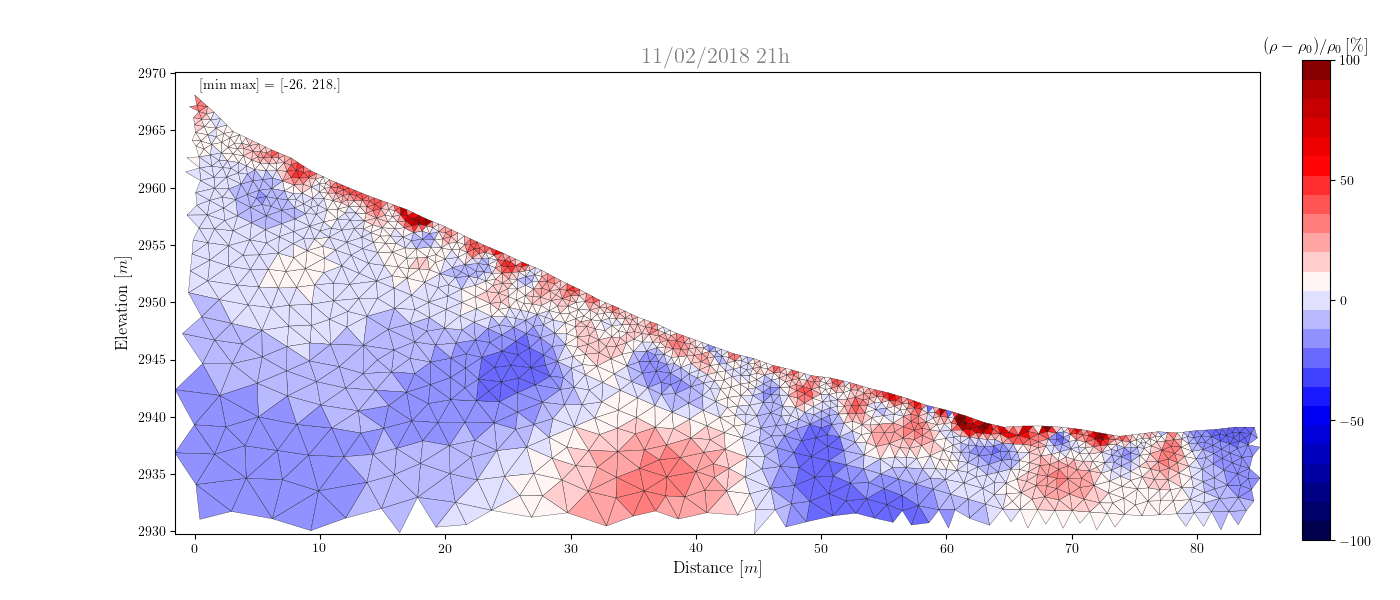 11/02/2018 21h
(ρ − ρ₀)/ρ₀ [%]
[min max] = [-26. 218.]
2970
2965
2960
2955
2950
2945
2940
2935
2930
Elevation [m]
0 10 20 30 40 50 60 70 80
Distance [m]
100
50
0
−50
−100